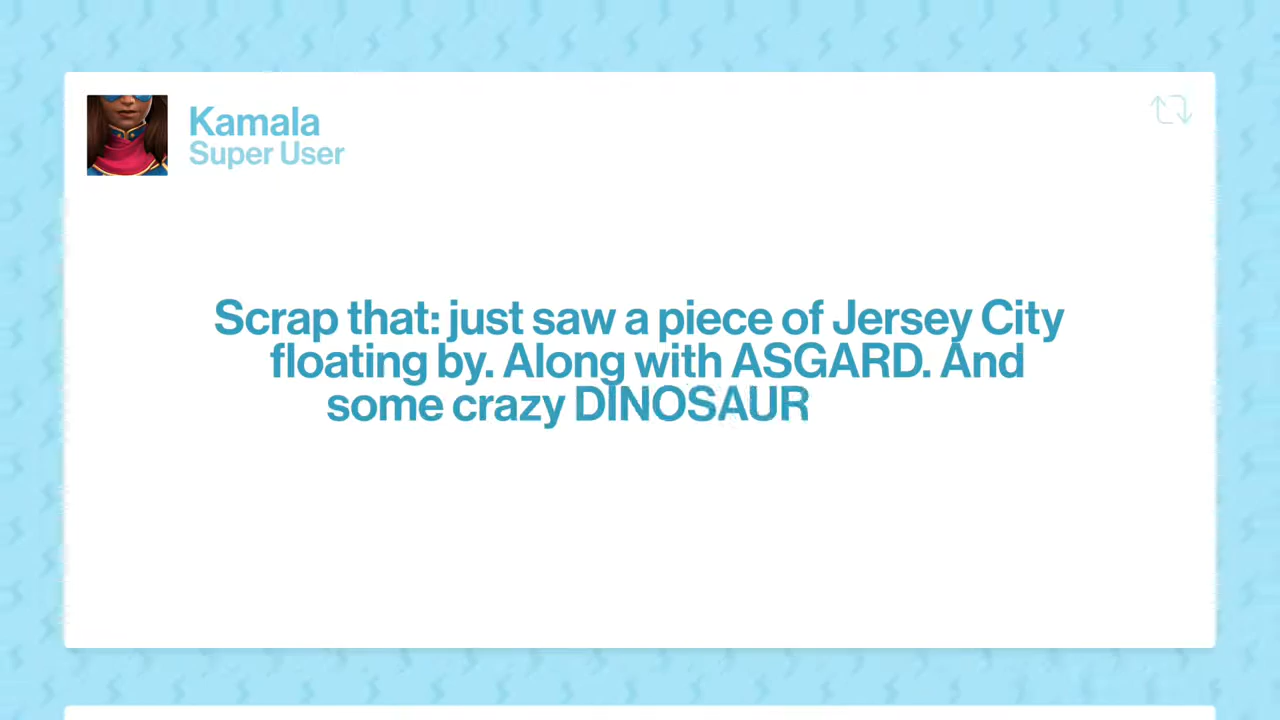 Kamala
Super User
Scrap that: just saw a piece of Jersey City
floating by. Along with ASGARD. And
some crazy DINOSAUR